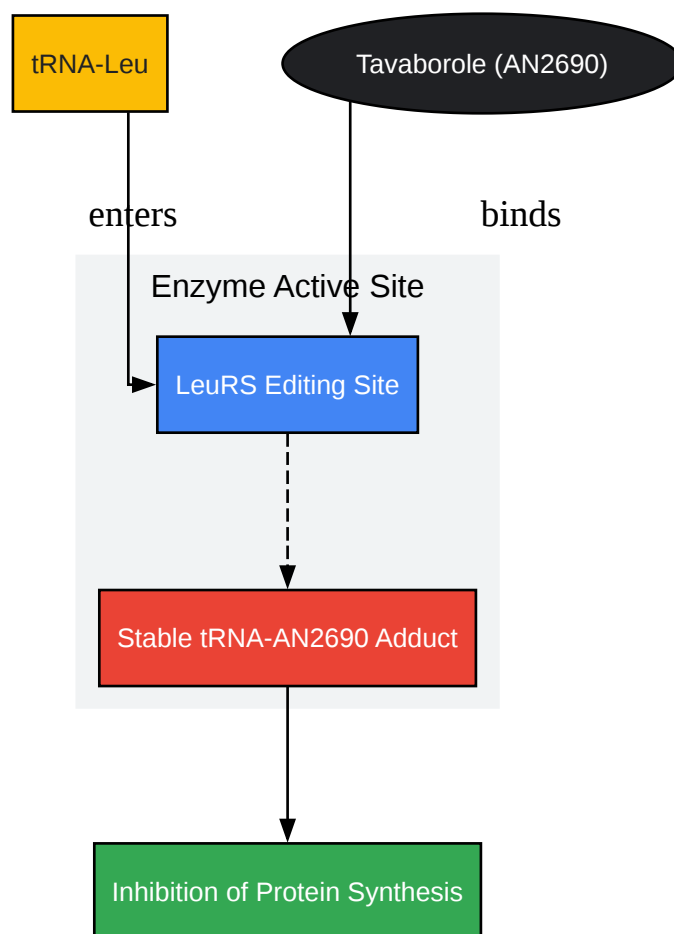 tRNA-Leu
Tavaborole (AN2690)
enters
binds
Enzyme Active Site
LeuRS Editing Site
Stable tRNA-AN2690 Adduct
Inhibition of Protein Synthesis